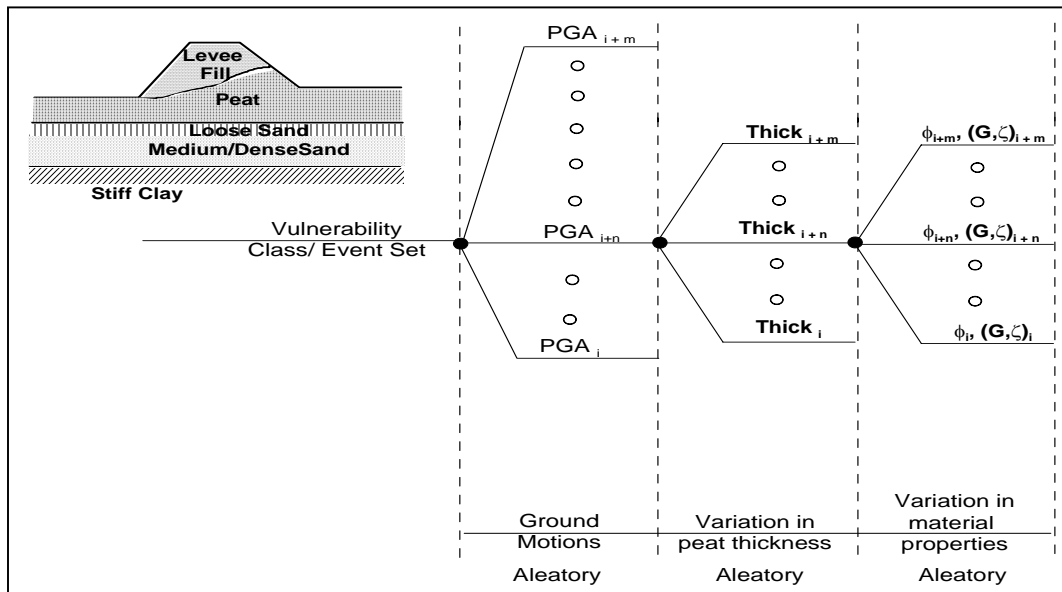 Levee
Fill
Peat
Loose Sand
Medium/DenseSand
Stiff Clay
Vulnerability
Class/ Event Set
PGA i + m
PGA i+n
PGA i
Thick i + m
Thick i + n
Thick i
ϕi+m, (G,ζ)i + m
ϕi+n, (G,ζ)i + n
ϕi, (G,ζ)i
Ground
Motions
Aleatory
Variation in
peat thickness
Aleatory
Variation in
material
properties
Aleatory